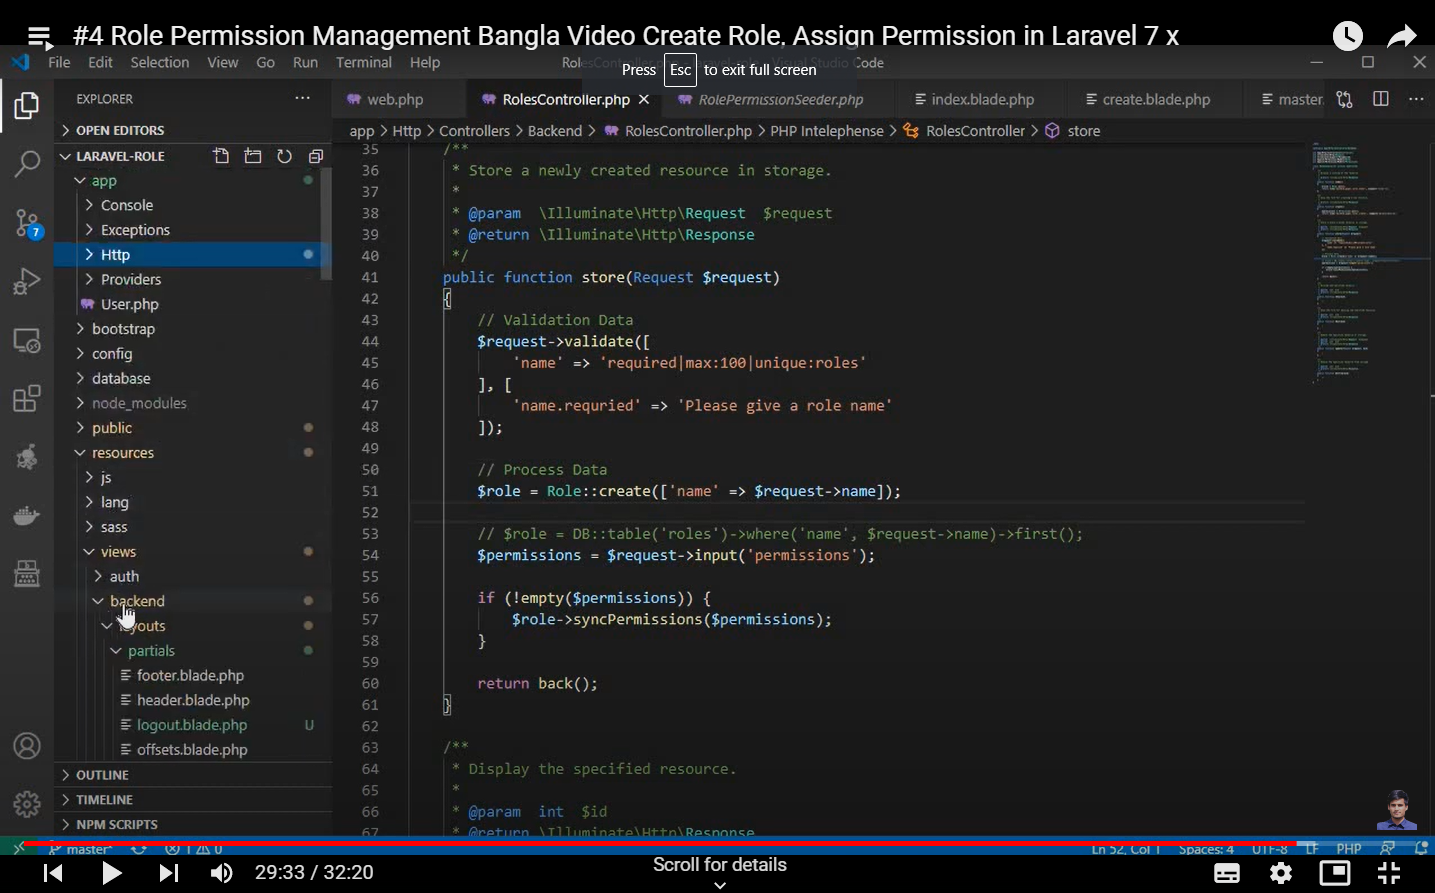 #4 Role Permission Management Bangla Video Create Role, Assign Permission in Laravel 7 x
File Edit Selection View Go Run Terminal Help
Press Esc to exit full screen
EXPLORER
web.php RolesController.php RolePermssionSeeder.php index.blade.php create.blade.php master.
OPEN EDITORS
app > Http > Controllers > Backend > RolesController.php > PHP Intelephense > RolesController > store
LARAVEL-ROLE
app
Console
Exceptions
Http
Providers
User.php
bootstrap
config
database
node_modules
public
resources
js
lang
sass
views
auth
backend
partials
footer.blade.php
header.blade.php
logout.blade.php U
offsets.blade.php
OUTLINE
TIMELINE
NPM SCRIPTS
7
35 /**
36 * Store a newly created resource in storage.
37 *
38 * @param \Illuminate\Http\Request $request
39 * @return \Illuminate\Http\Response
40 */
41 public function store(Request $request)
42 {
43 // Validation Data
44 $request->validate([
45 'name' => 'required|max:100|unique:roles'
46 ], [
47 'name.requried' => 'Please give a role name'
48 ]);
49
50 // Process Data
51 $role = Role::create(['name' => $request->name]);
52
53 // $role = DB::table('roles')->where('name', $request->name)->first();
54 $permissions = $request->input('permissions');
55
56 if (!empty($permissions)) {
57 $role->syncPermissions($permissions);
58 }
59
60 return back();
61 }
62
63 /**
64 * Display the specified resource.
65 *
66 * @param int $id
67 * @return \Illuminate\Http\Response
master* 1 0 Ln 52, Col 1 Spaces: 4 UTF-8 LF PHP
29:33 / 32:20
Scroll for details